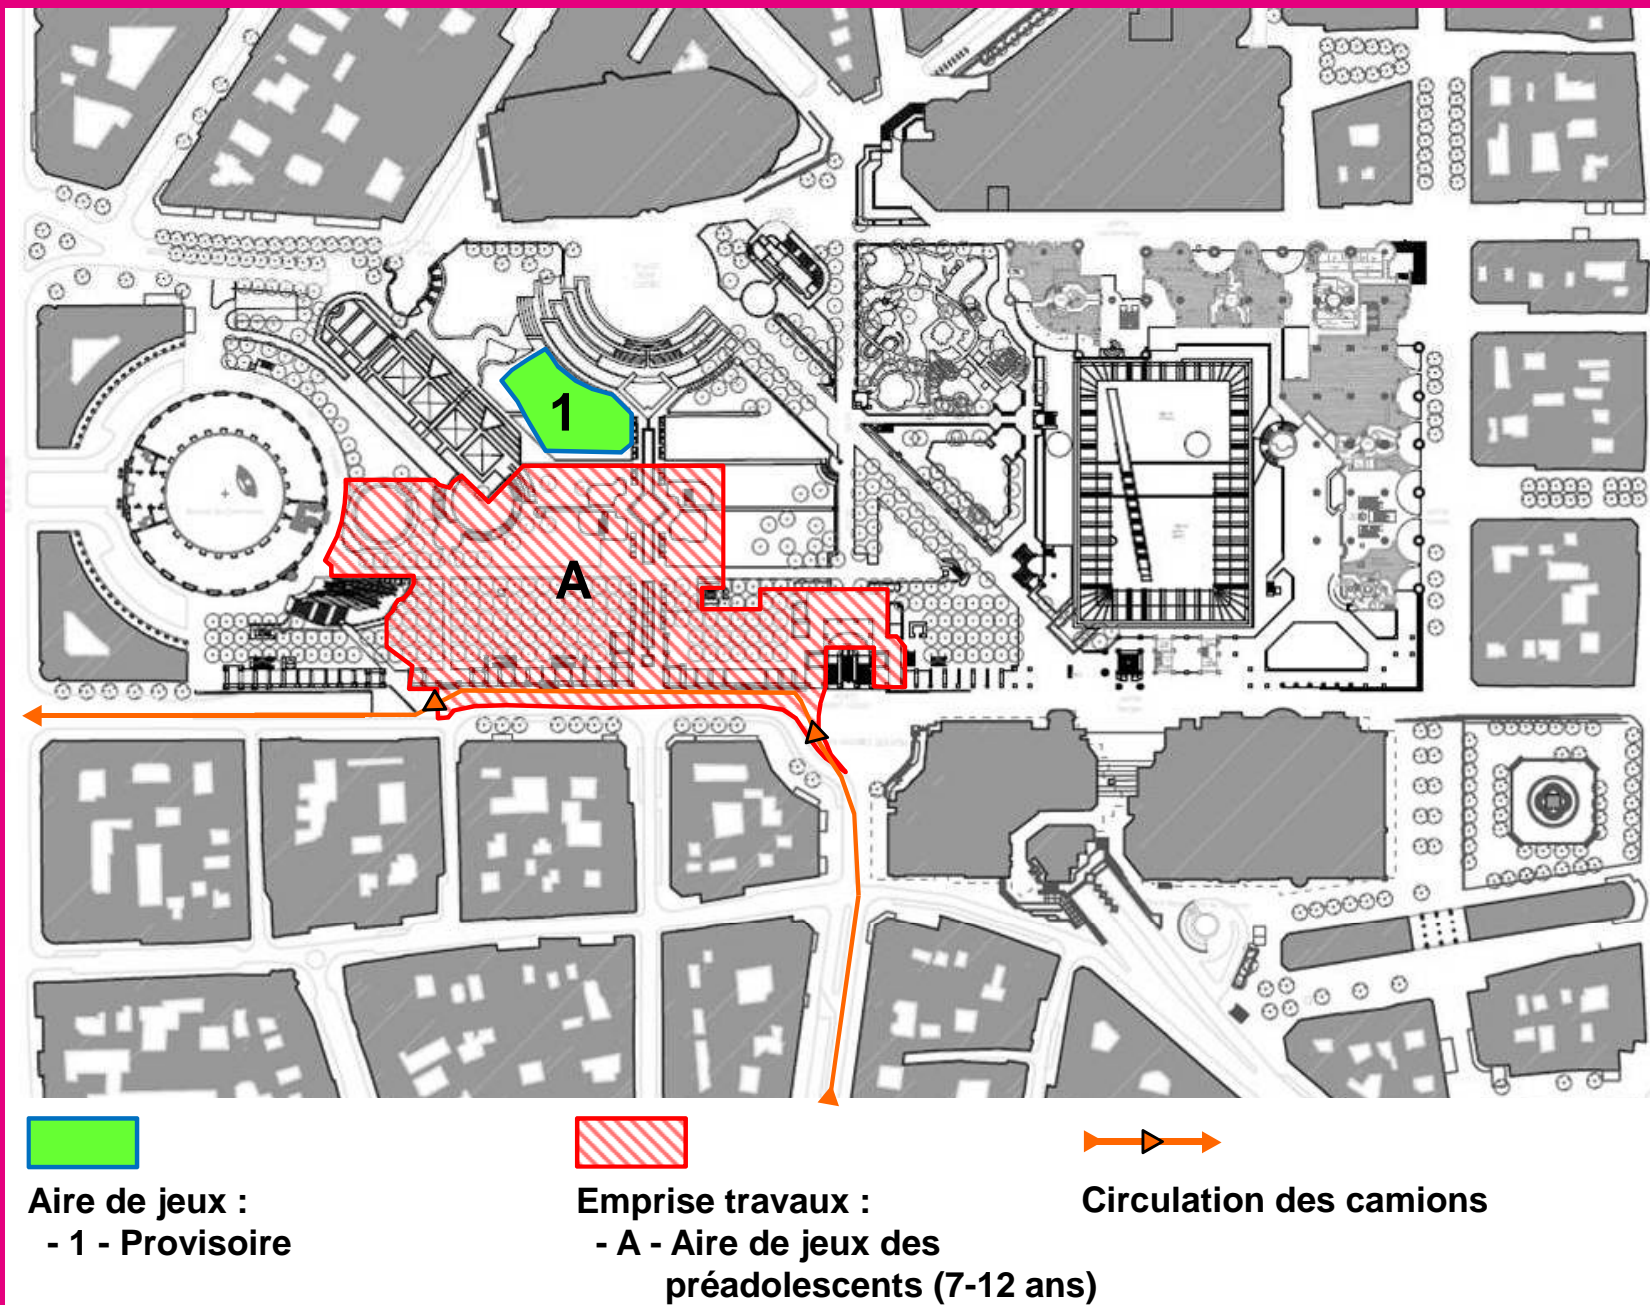 1
A
Aire de jeux :
- 1 - Provisoire
Emprise travaux :
- A - Aire de jeux des
préadolescents (7-12 ans)
Circulation des camions